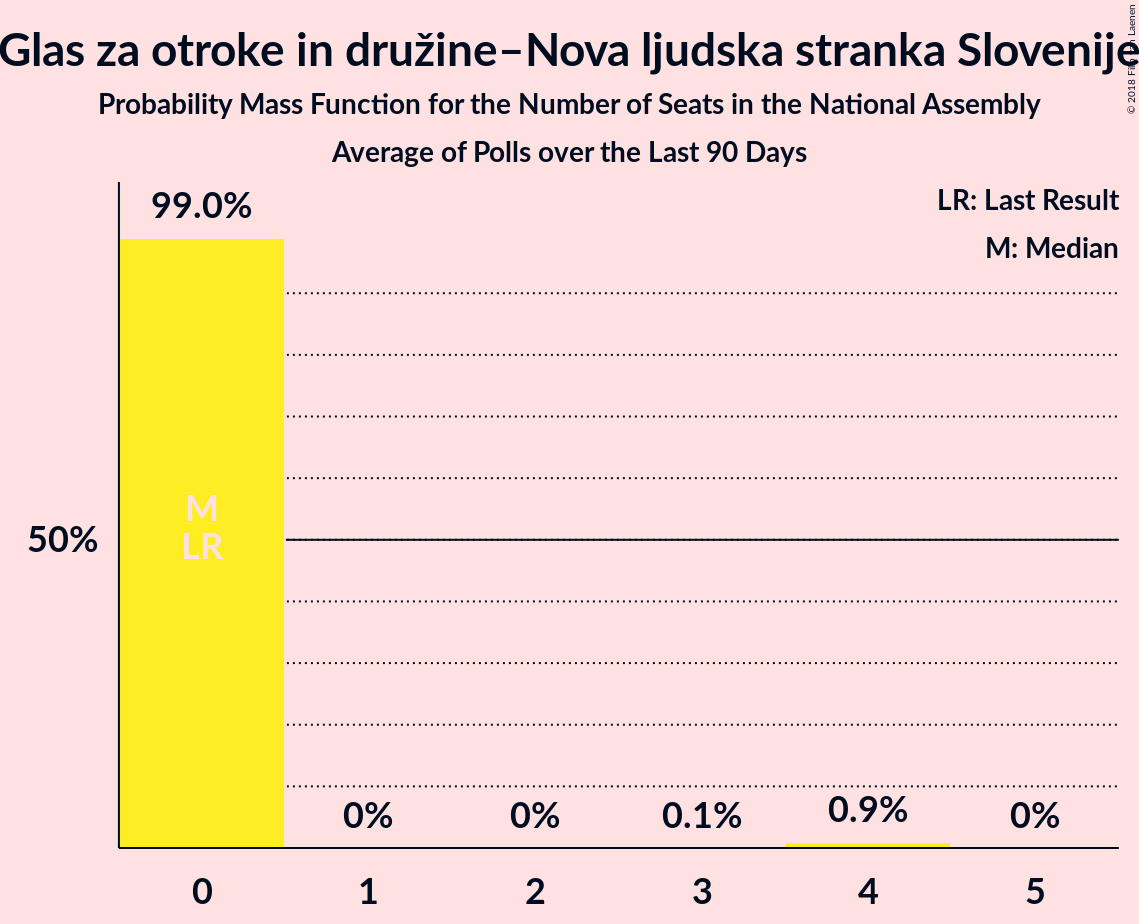 Glas za otroke in družine–Nova ljudska stranka Slovenije
Probability Mass Function for the Number of Seats in the National Assembly
Average of Polls over the Last 90 Days
© 2018 Laenen
LR: Last Result
M: Median
99.0%
M
LR
50%
0%
0%
0.1%
0.9%
0%
0 1 2 3 4 5